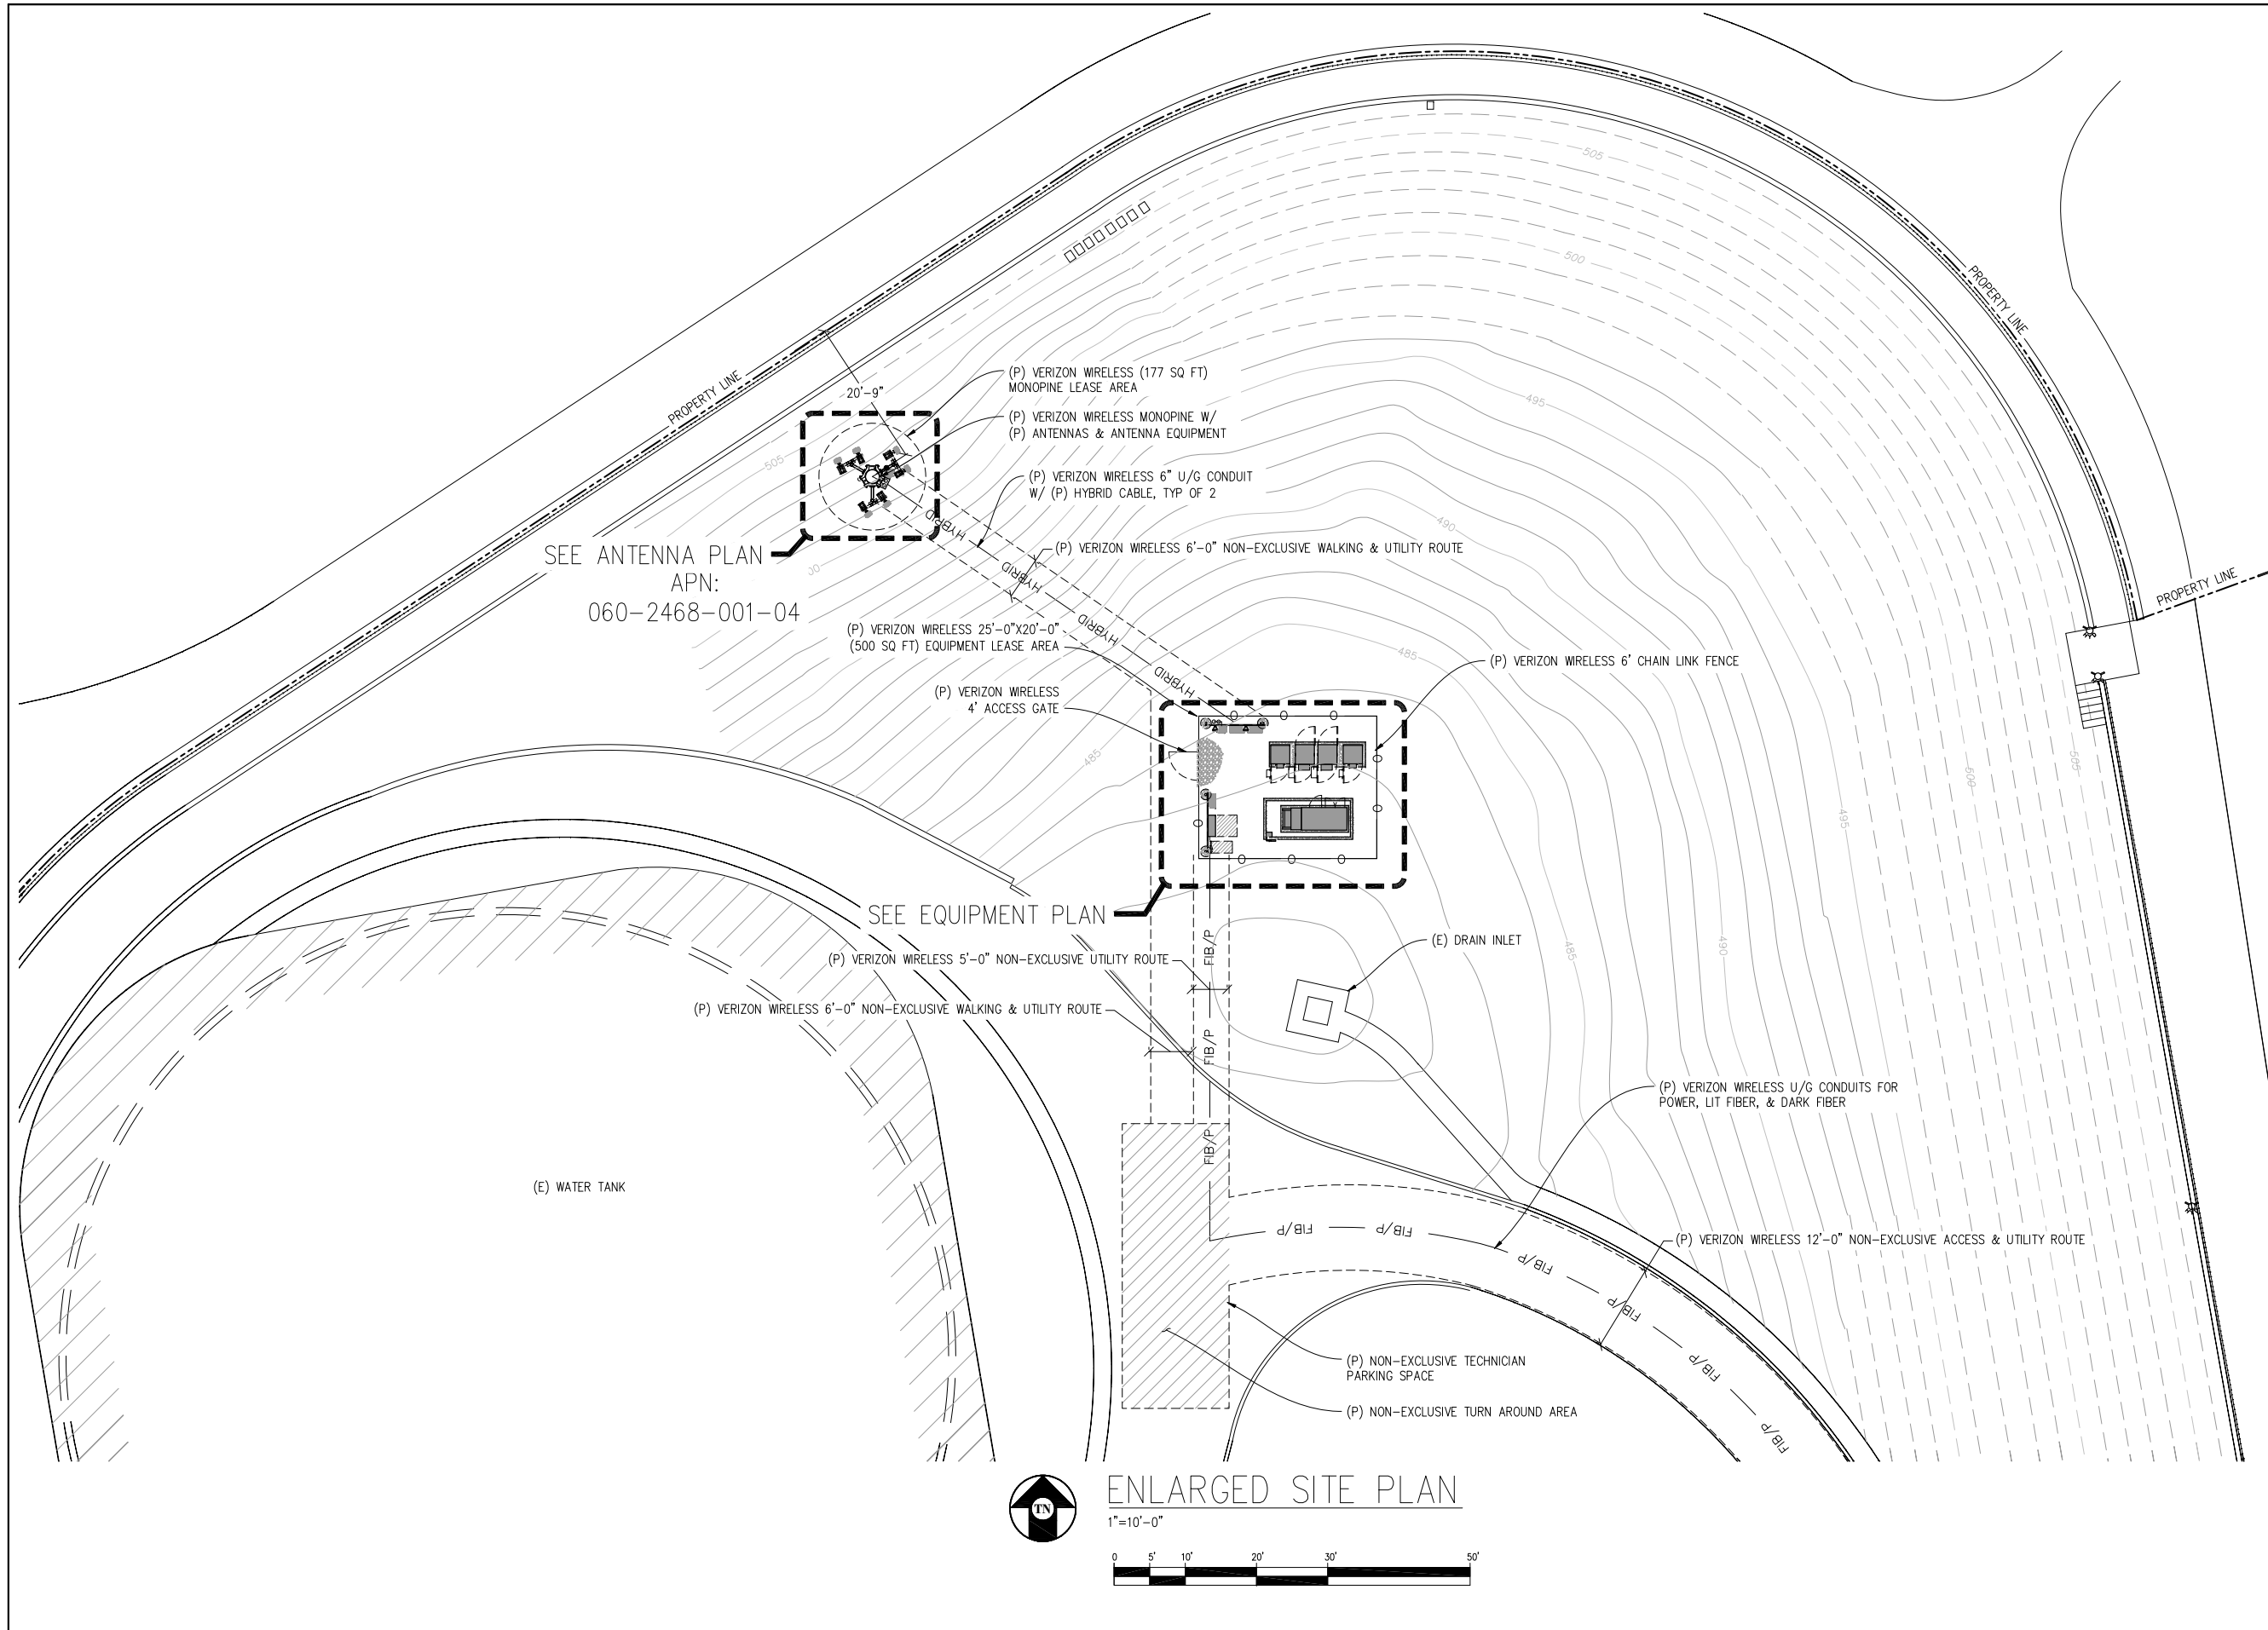 505
500
PROPERTY LINE
(P) VERIZON WIRELESS (177 SQ FT)
MONOPINE LEASE AREA
PROPERTY LINE
20'-9"
495
(P) VERIZON WIRELESS MONOPINE W/
(P) ANTENNAS & ANTENNA EQUIPMENT
505
(P) VERIZON WIRELESS 6" U/G CONDUIT
W/ (P) HYBRID CABLE, TYP OF 2
HYBRID
490
SEE ANTENNA PLAN
APN:
060-2468-001-04
(P) VERIZON WIRELESS 6'-0" NON-EXCLUSIVE WALKING & UTILITY ROUTE
HYBRID
PROPERTY LINE
HYBRID
(P) VERIZON WIRELESS 25'-0"X20'-0"
(500 SQ FT) EQUIPMENT LEASE AREA
485
(P) VERIZON WIRELESS 6' CHAIN LINK FENCE
HYBRID
(P) VERIZON WIRELESS
4' ACCESS GATE
485
505
500
495
SEE EQUIPMENT PLAN
FIB/P
(E) DRAIN INLET
490
485
(P) VERIZON WIRELESS 5'-0" NON-EXCLUSIVE UTILITY ROUTE
(P) VERIZON WIRELESS 6'-0" NON-EXCLUSIVE WALKING & UTILITY ROUTE
FIB/P
(P) VERIZON WIRELESS U/G CONDUITS FOR
POWER, LIT FIBER, & DARK FIBER
FIB/P
(E) WATER TANK
FIB/P
FIB/P
(P) VERIZON WIRELESS 12'-0" NON-EXCLUSIVE ACCESS & UTILITY ROUTE
FIB/P
FIB/P
FIB/P
FIB/P
(P) NON-EXCLUSIVE TECHNICIAN
PARKING SPACE
(P) NON-EXCLUSIVE TURN AROUND AREA
TN
ENLARGED SITE PLAN
1"=10'-0"
0 5' 10' 20' 30' 50'